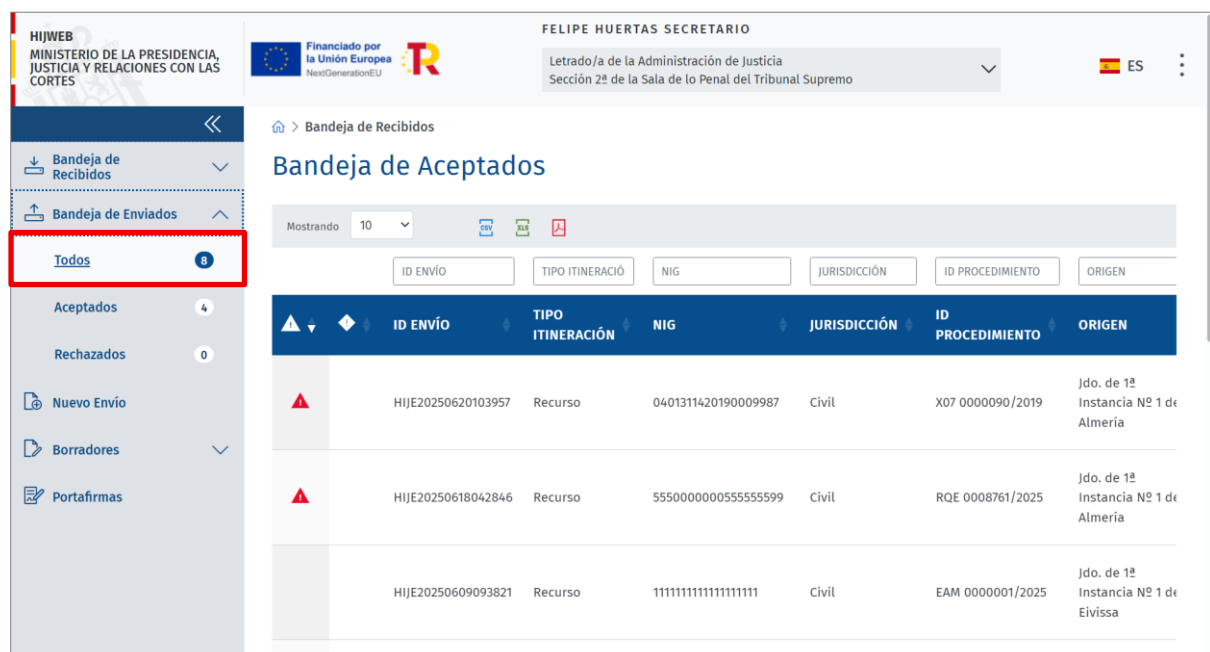 HIJWEB
MINISTERIO DE LA PRESIDENCIA,
JUSTICIA Y RELACIONES CON LAS
CORTES
Financiado por
la Unión Europea
NextGenerationEU
FELIPE HUERTAS SECRETARIO
Letrado/a de la Administración de Justicia
Sección 2ª de la Sala de lo Penal del Tribunal Supremo
ES
Bandeja de
Recibidos
Bandeja de Enviados
Todos 8
Aceptados 4
Rechazados 0
Nuevo Envío
Borradores
Portafirmas
> Bandeja de Recibidos
Bandeja de Aceptados
Mostrando 10 CSV XLS
ID ENVÍO TIPO ITINERACIÓ NIG JURISDICCIÓN ID PROCEDIMIENTO ORIGEN
ID ENVÍO TIPO ITINERACIÓN NIG JURISDICCIÓN ID PROCEDIMIENTO ORIGEN
HIJE20250620103957 Recurso 0401311420190009987 Civil X07 0000090/2019 Jdo. de 1ª
Instancia Nº 1 de
Almería
HIJE20250618042846 Recurso 5550000000555555599 Civil RQE 0008761/2025 Jdo. de 1ª
Instancia Nº 1 de
Almería
HIJE20250609093821 Recurso 1111111111111111111 Civil EAM 0000001/2025 Jdo. de 1ª
Instancia Nº 1 de
Eivissa